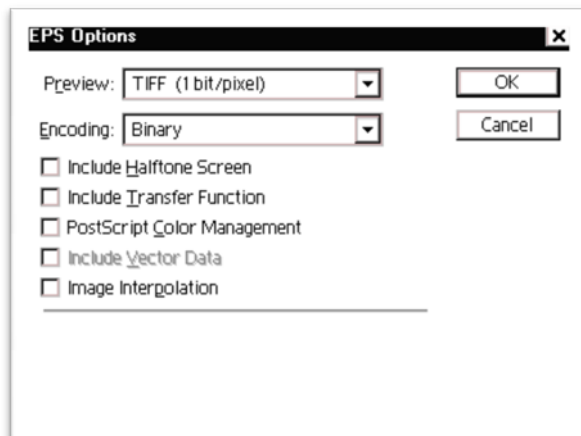 EPS Options
Preview: TIFF (1 bit/pixel) OK
Encoding: Binary Cancel
Include Halftone Screen
Include Transfer Function
PostScript Color Management
Include Vector Data
Image Interpolation